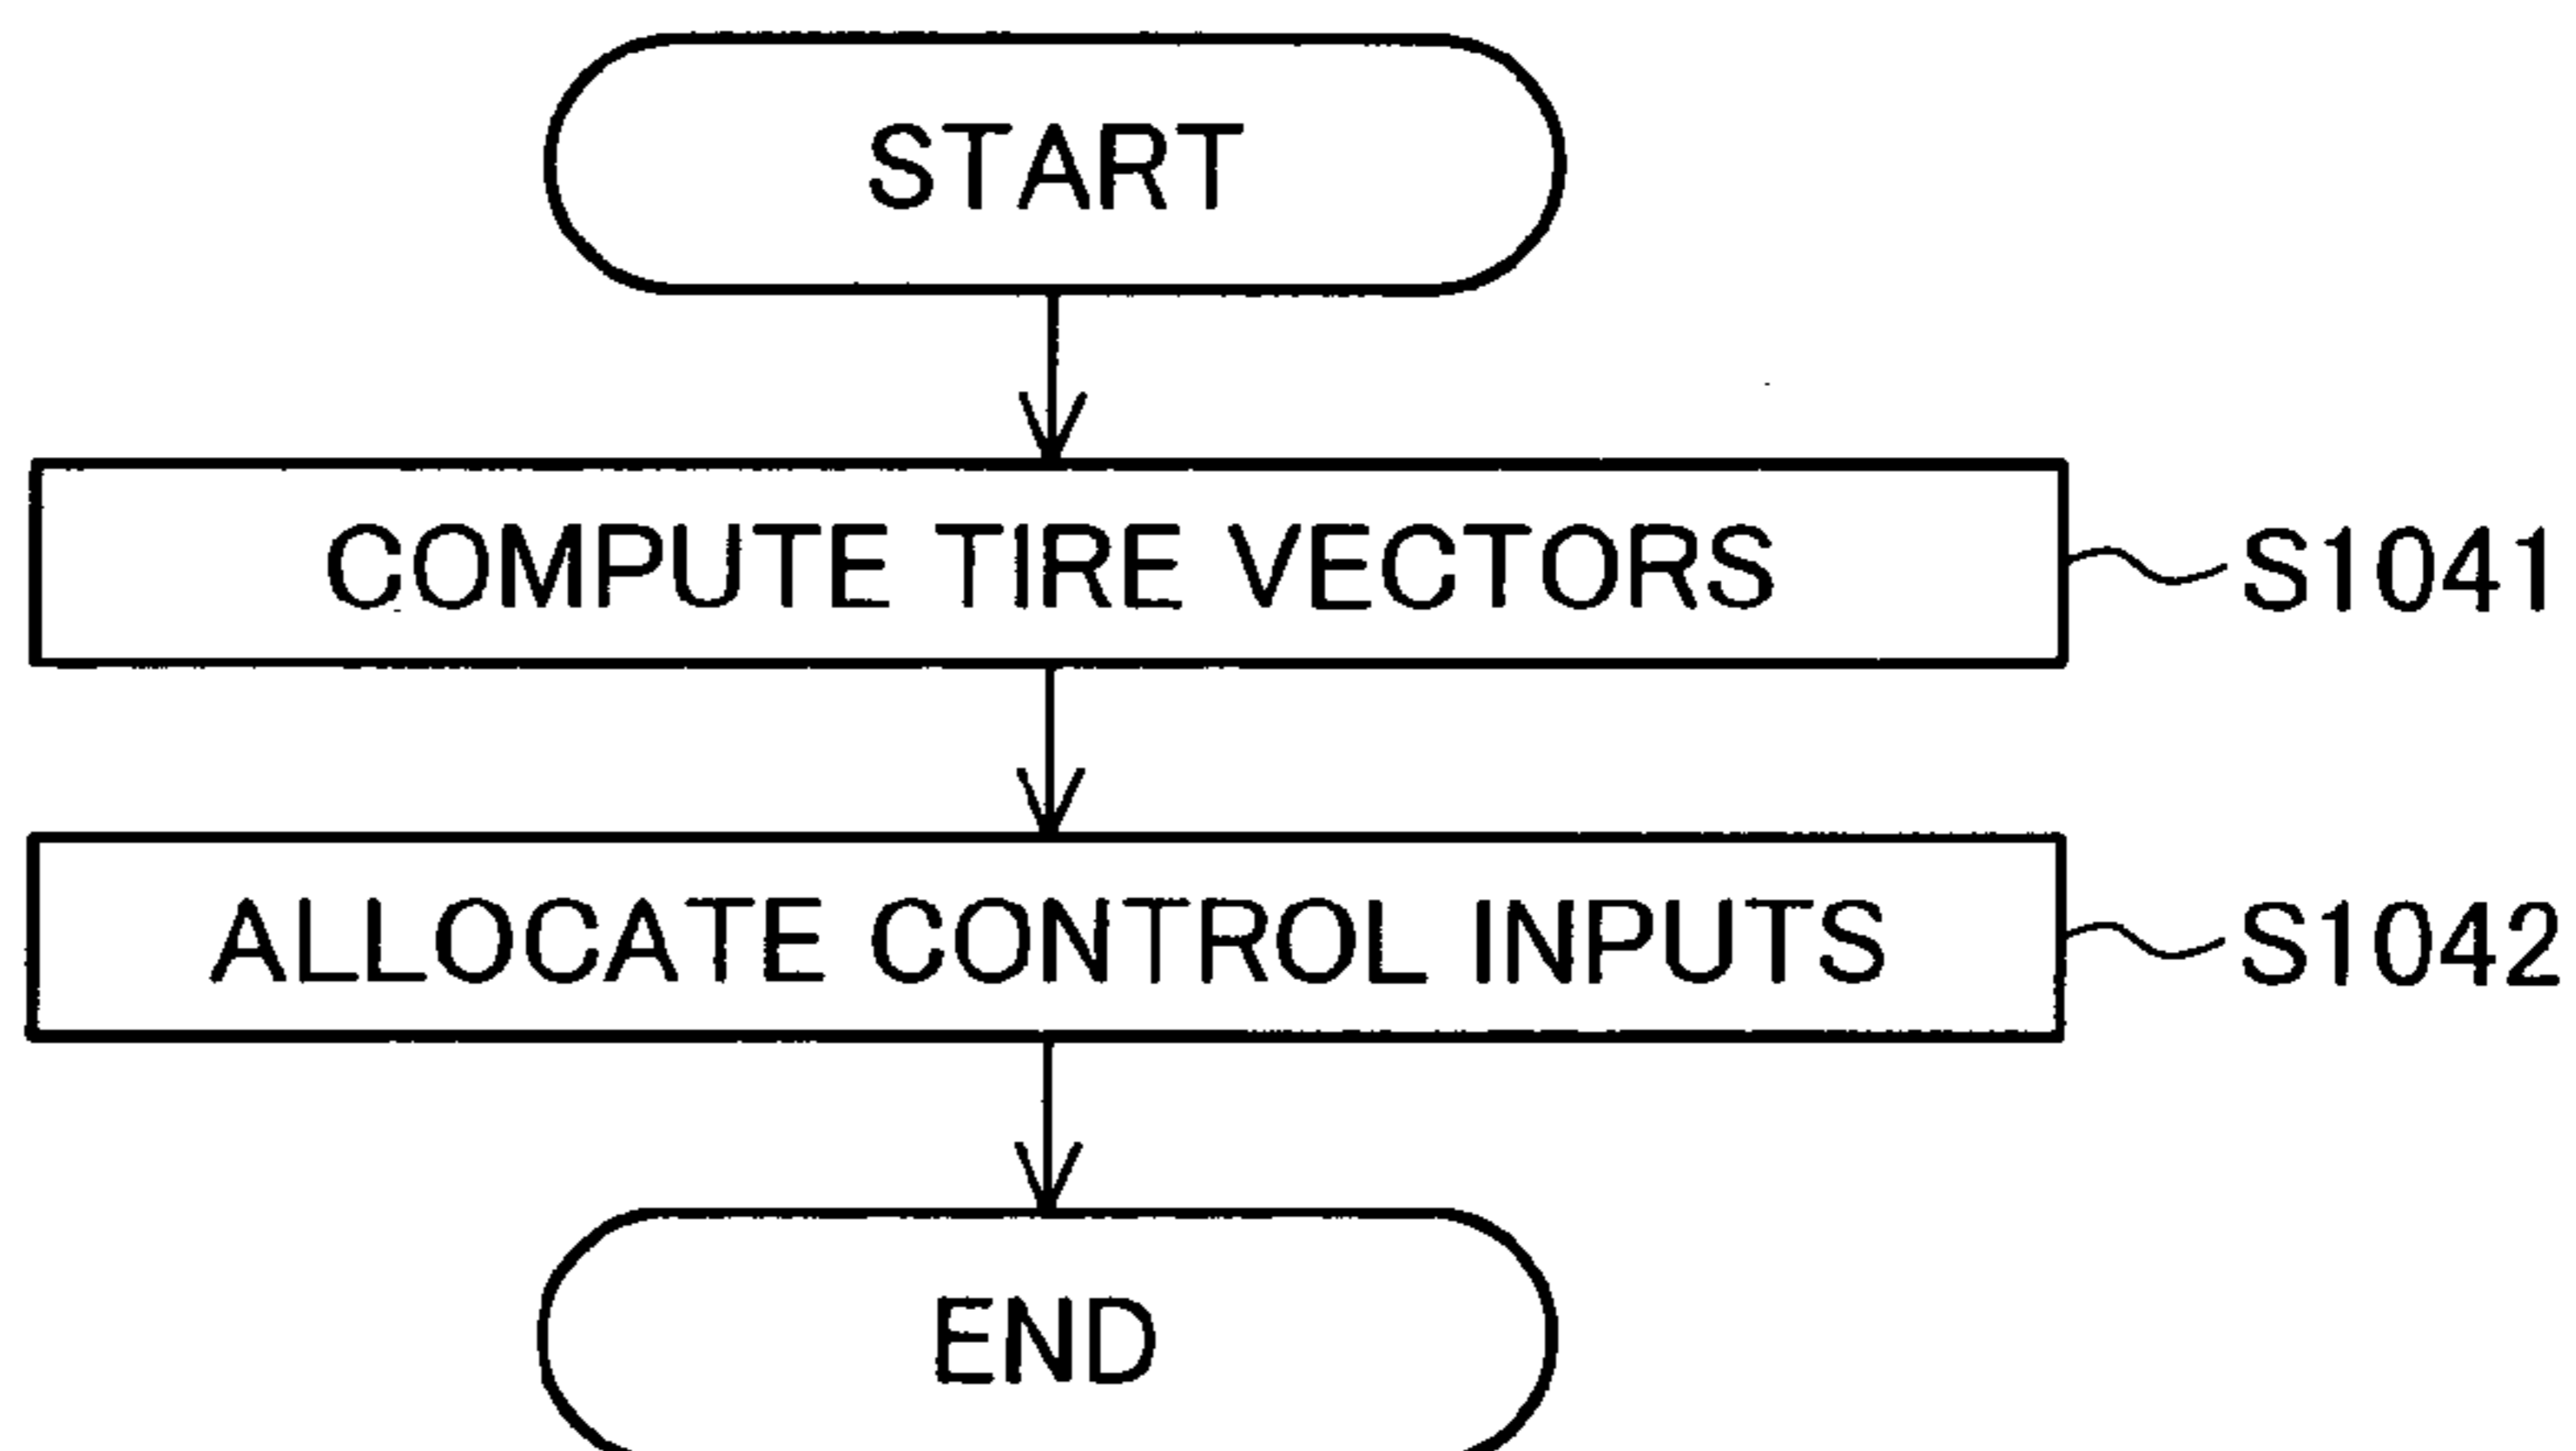 START
COMPUTE TIRE VECTORS S1041
ALLOCATE CONTROL INPUTS S1042
END